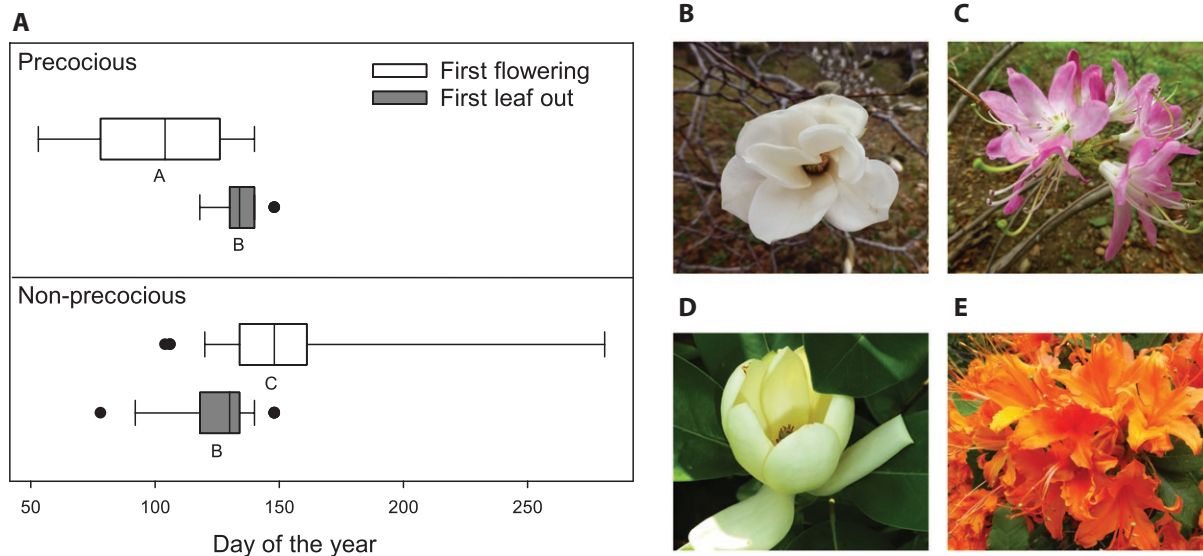 A
Precocious
First flowering
First leaf out
A
B
Non-precocious
C
B
50 100 150 200 250
Day of the year
B
C
D
E